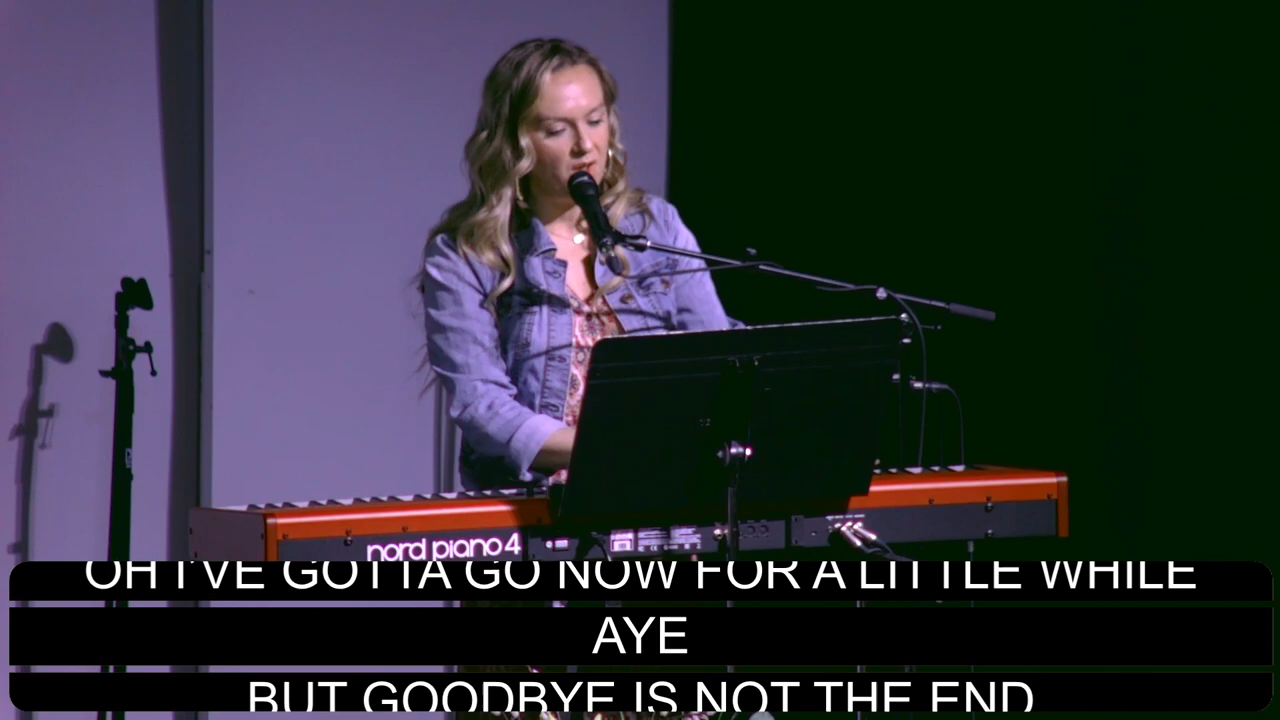 nord piano 4
OH I'VE GOTTA GO NOW FOR A LITTLE WHILE
AYE
BUT GOODBYE IS NOT THE END